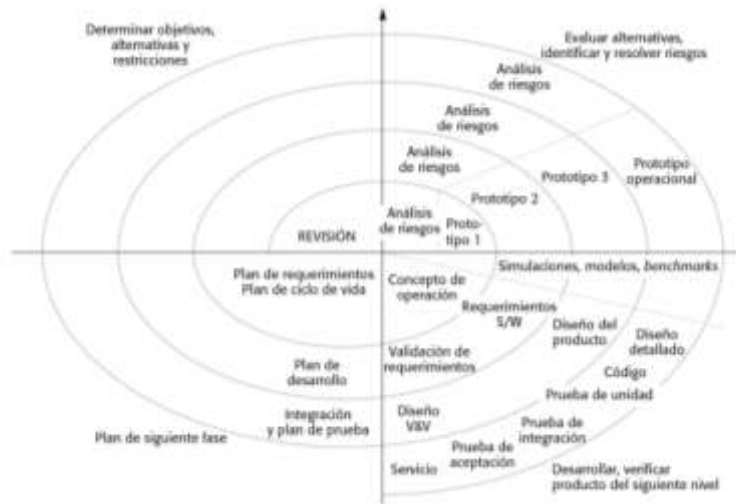 Determinar objetivos,
alternativas y
restricciones
Evaluar alternativas,
identificar y resolver riesgos
Análisis
de riesgos
Análisis
de riesgos
Análisis
de riesgos
Análisis
de riesgos
Proto-
tipo 1
Prototipo 2
Prototipo 3
Prototipo
operacional
REVISIÓN
Simulaciones, modelos, benchmarks
Plan de requerimientos
Plan de ciclo de vida
Concepto de
operación
Requerimientos
S/W
Diseño del
producto
Diseño
detallado
Validación de
requerimientos
Plan de
desarrollo
Código
Prueba de unidad
Integración
y plan de prueba
Diseño
V&V
Prueba de
integración
Plan de siguiente fase
Prueba de
aceptación
Servicio
Desarrollar, verificar
producto del siguiente nivel